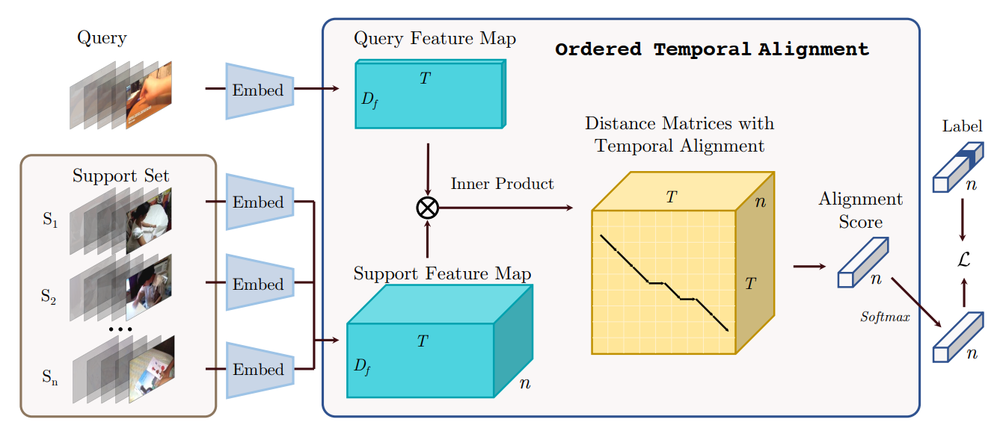 Query
Embed
Query Feature Map
T
D_f
Ordered Temporal Alignment
Support Set
S_1
S_2
...
S_n
Embed
Embed
Embed
Inner Product
Support Feature Map
T
D_f
n
Distance Matrices with
Temporal Alignment
T
n
T
Alignment
Score
n
Softmax
Label
n
ℒ
n